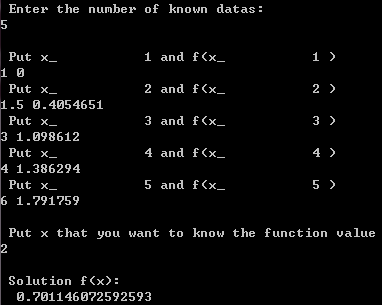 Enter the number of known datas:
5
Put x_ 1 and f(x_ 1 )
1 0
Put x_ 2 and f(x_ 2 )
1.5 0.4054651
Put x_ 3 and f(x_ 3 )
3 1.098612
Put x_ 4 and f(x_ 4 )
4 1.386294
Put x_ 5 and f(x_ 5 )
6 1.791759
Put x that you want to know the function value
2
Solution f(x):
0.701146072592593